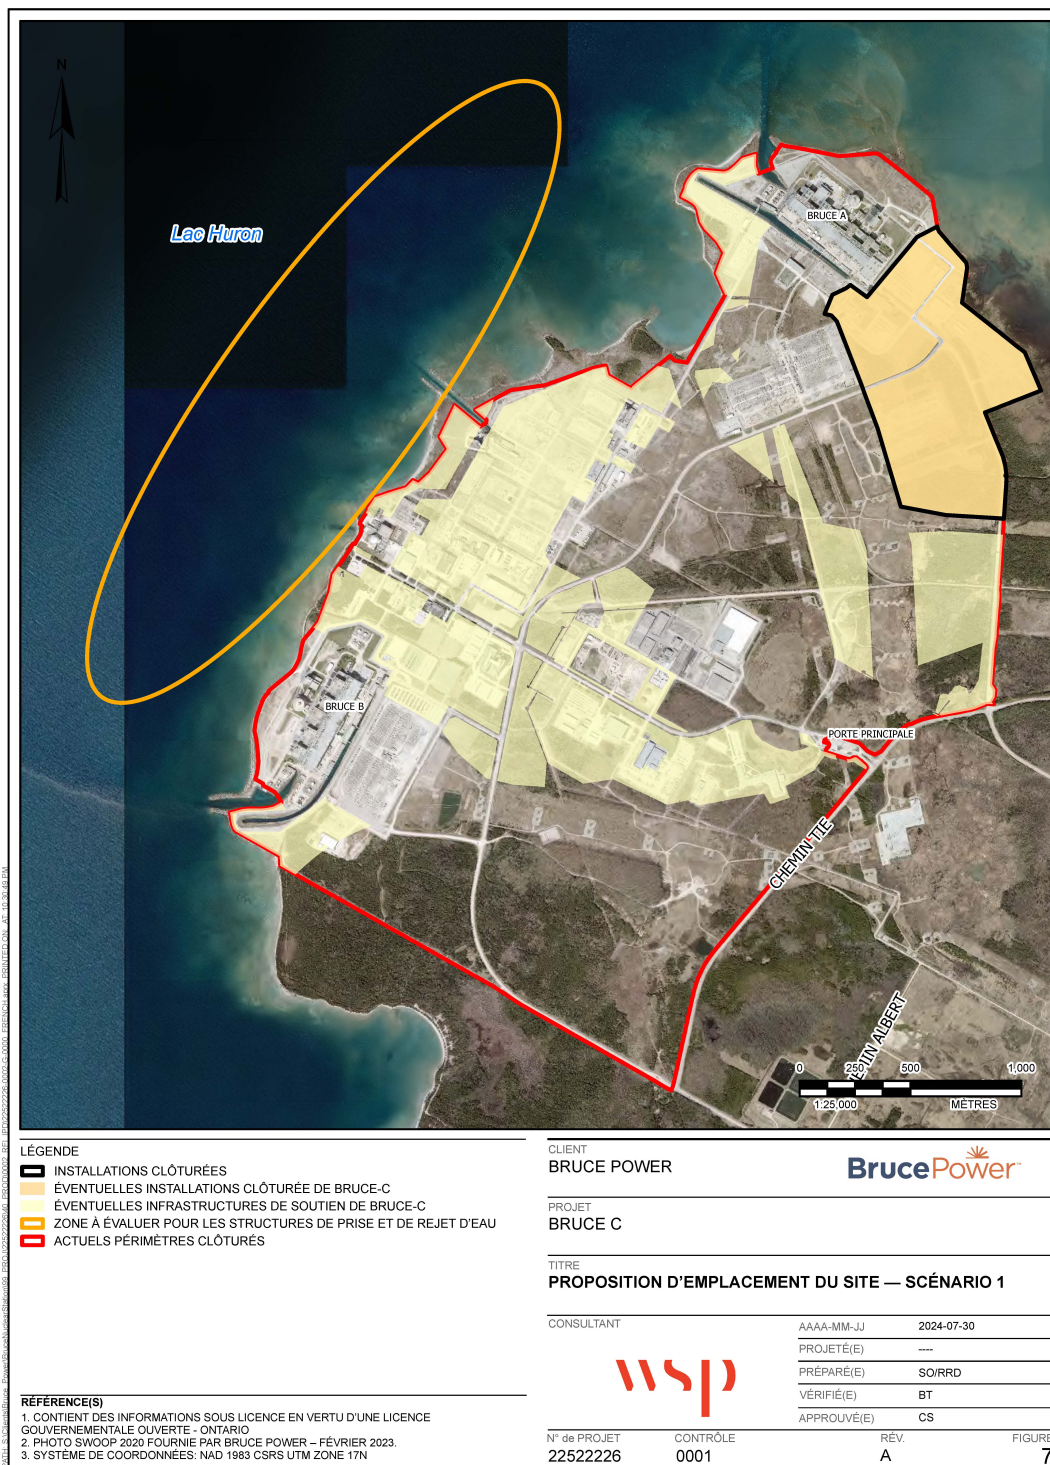 N
Lac Huron
BRUCE A
BRUCE B
PORTE PRINCIPALE
CHEMIN TIE
ALBERT
0 250 500 1,000
1:25,000 MÈTRES
LÉGENDE
INSTALLATIONS CLÔTURÉES
ÉVENTUELLES INSTALLATIONS CLÔTURÉE DE BRUCE-C
ÉVENTUELLES INFRASTRUCTURES DE SOUTIEN DE BRUCE-C
ZONE À ÉVALUER POUR LES STRUCTURES DE PRISE ET DE REJET D'EAU
ACTUELS PÉRIMÈTRES CLÔTURÉS
RÉFÉRENCE(S)
1. CONTIENT DES INFORMATIONS SOUS LICENCE EN VERTU D'UNE LICENCE
GOUVERNEMENTALE OUVERTE - ONTARIO
2. PHOTO SWOOP 2020 FOURNIE PAR BRUCE POWER – FÉVRIER 2023.
3. SYSTÈME DE COORDONNÉES: NAD 1983 CSRS UTM ZONE 17N
CLIENT
BRUCE POWER
BrucePower™
PROJET
BRUCE C
TITRE
PROPOSITION D'EMPLACEMENT DU SITE — SCÉNARIO 1
CONSULTANT
wsp
AAAA-MM-JJ 2024-07-30
PROJETÉ(E) ----
PRÉPARÉ(E) SO/RRD
VÉRIFIÉ(E) BT
APPROUVÉ(E) CS
N° de PROJET CONTRÔLE RÉV. FIGURE
22522226 0001 A 7